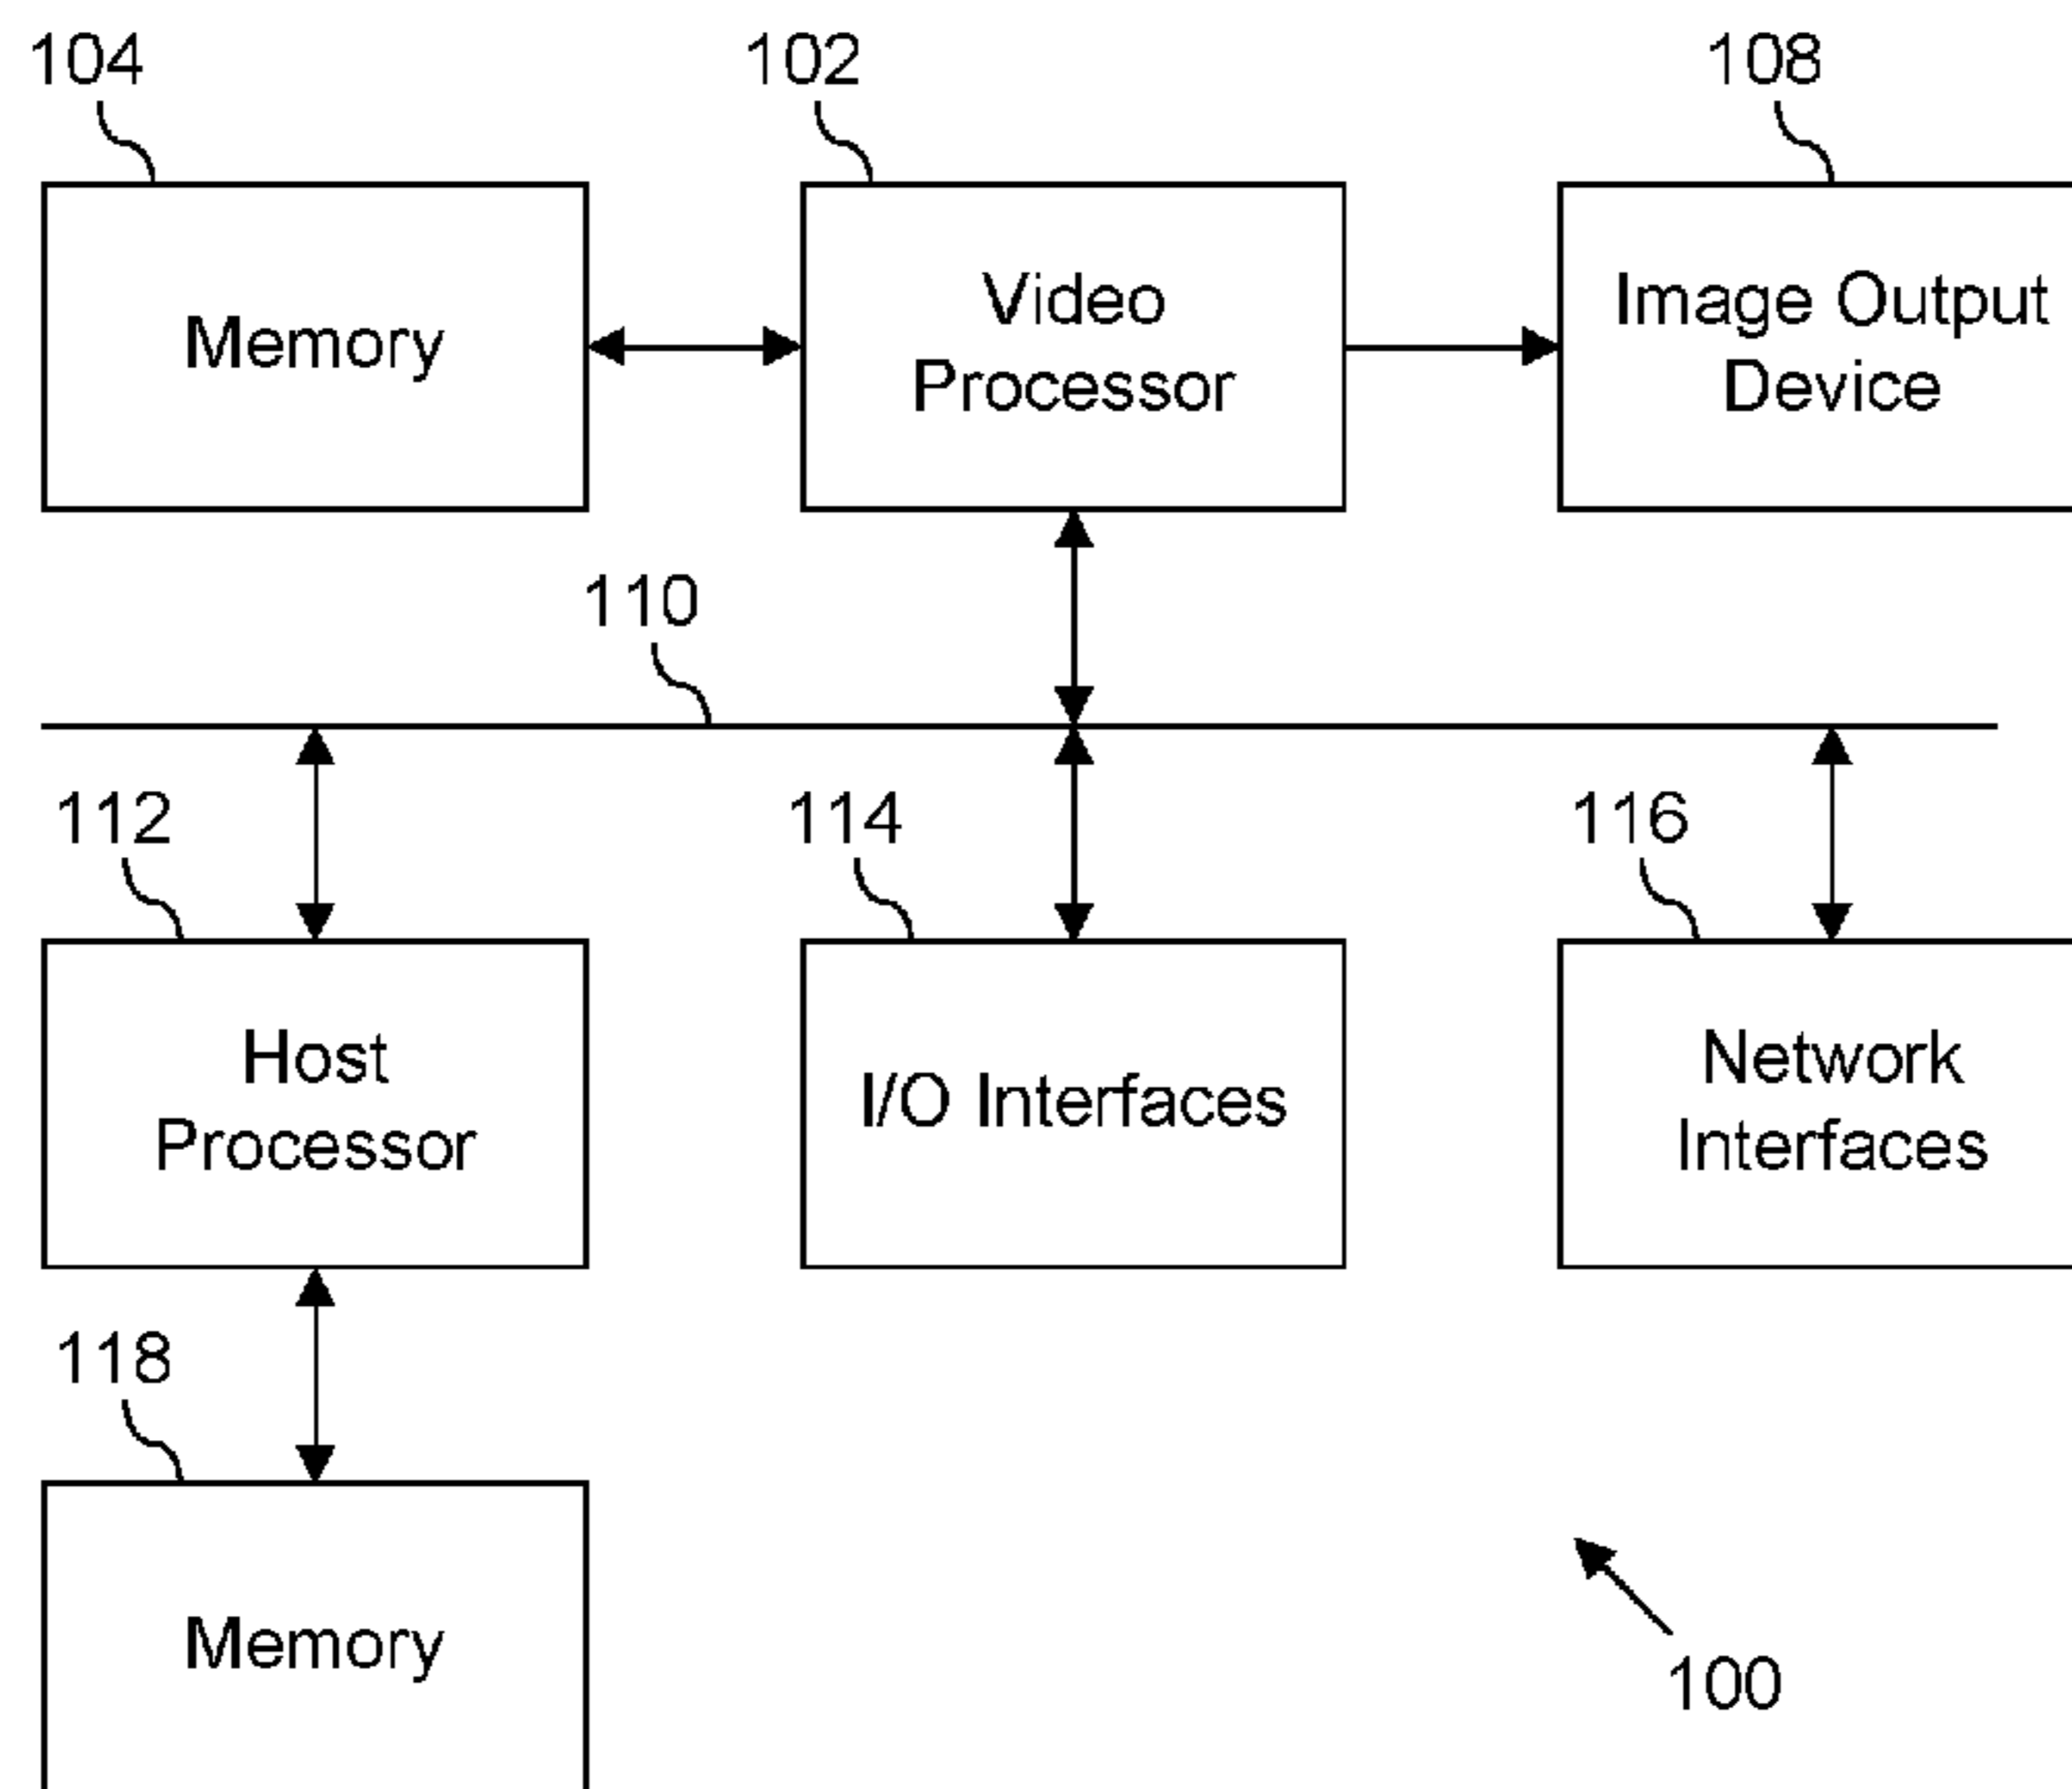 104
102
108
Memory
Video
Processor
Image Output
Device
110
112
114
116
Host
Processor
I/O Interfaces
Network
Interfaces
118
Memory
100